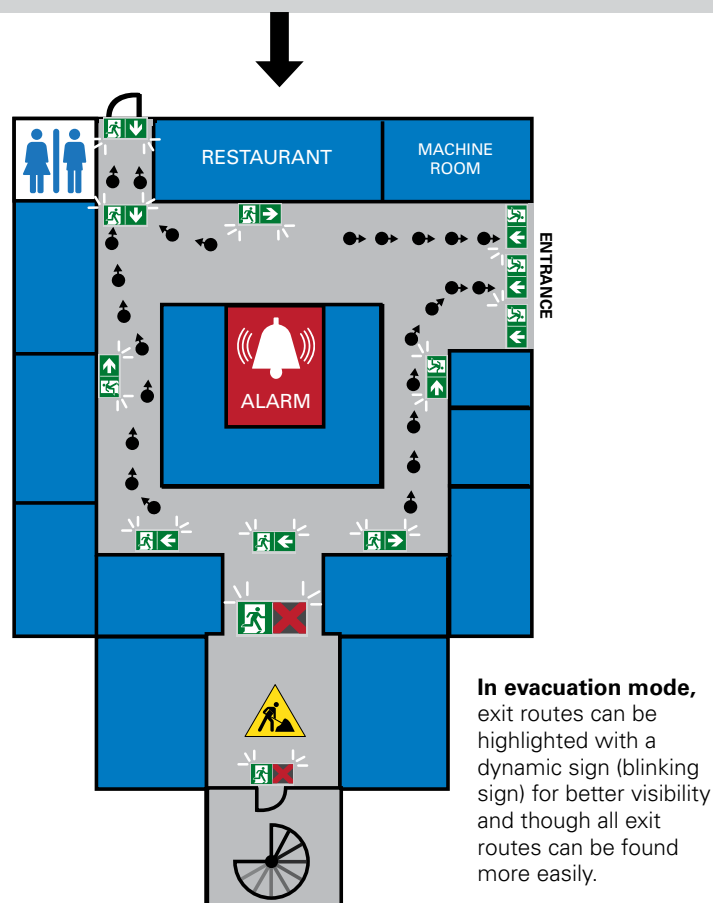 RESTAURANT
MACHINE
ROOM
ENTRANCE
ALARM
In evacuation mode,
exit routes can be
highlighted with a
dynamic sign (blinking
sign) for better visibility
and though all exit
routes can be found
more easily.